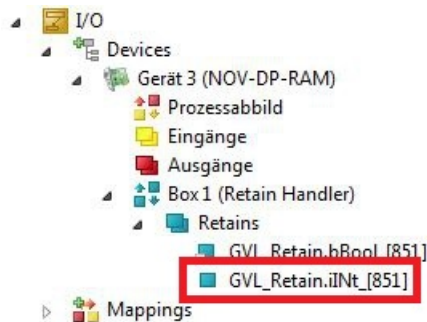 I/O
Devices
Gerät 3 (NOV-DP-RAM)
Prozessabbild
Eingänge
Ausgänge
Box 1 (Retain Handler)
Retains
GVL_Retain.bBool_[851]
GVL_Retain.iINt_[851]
Mappings